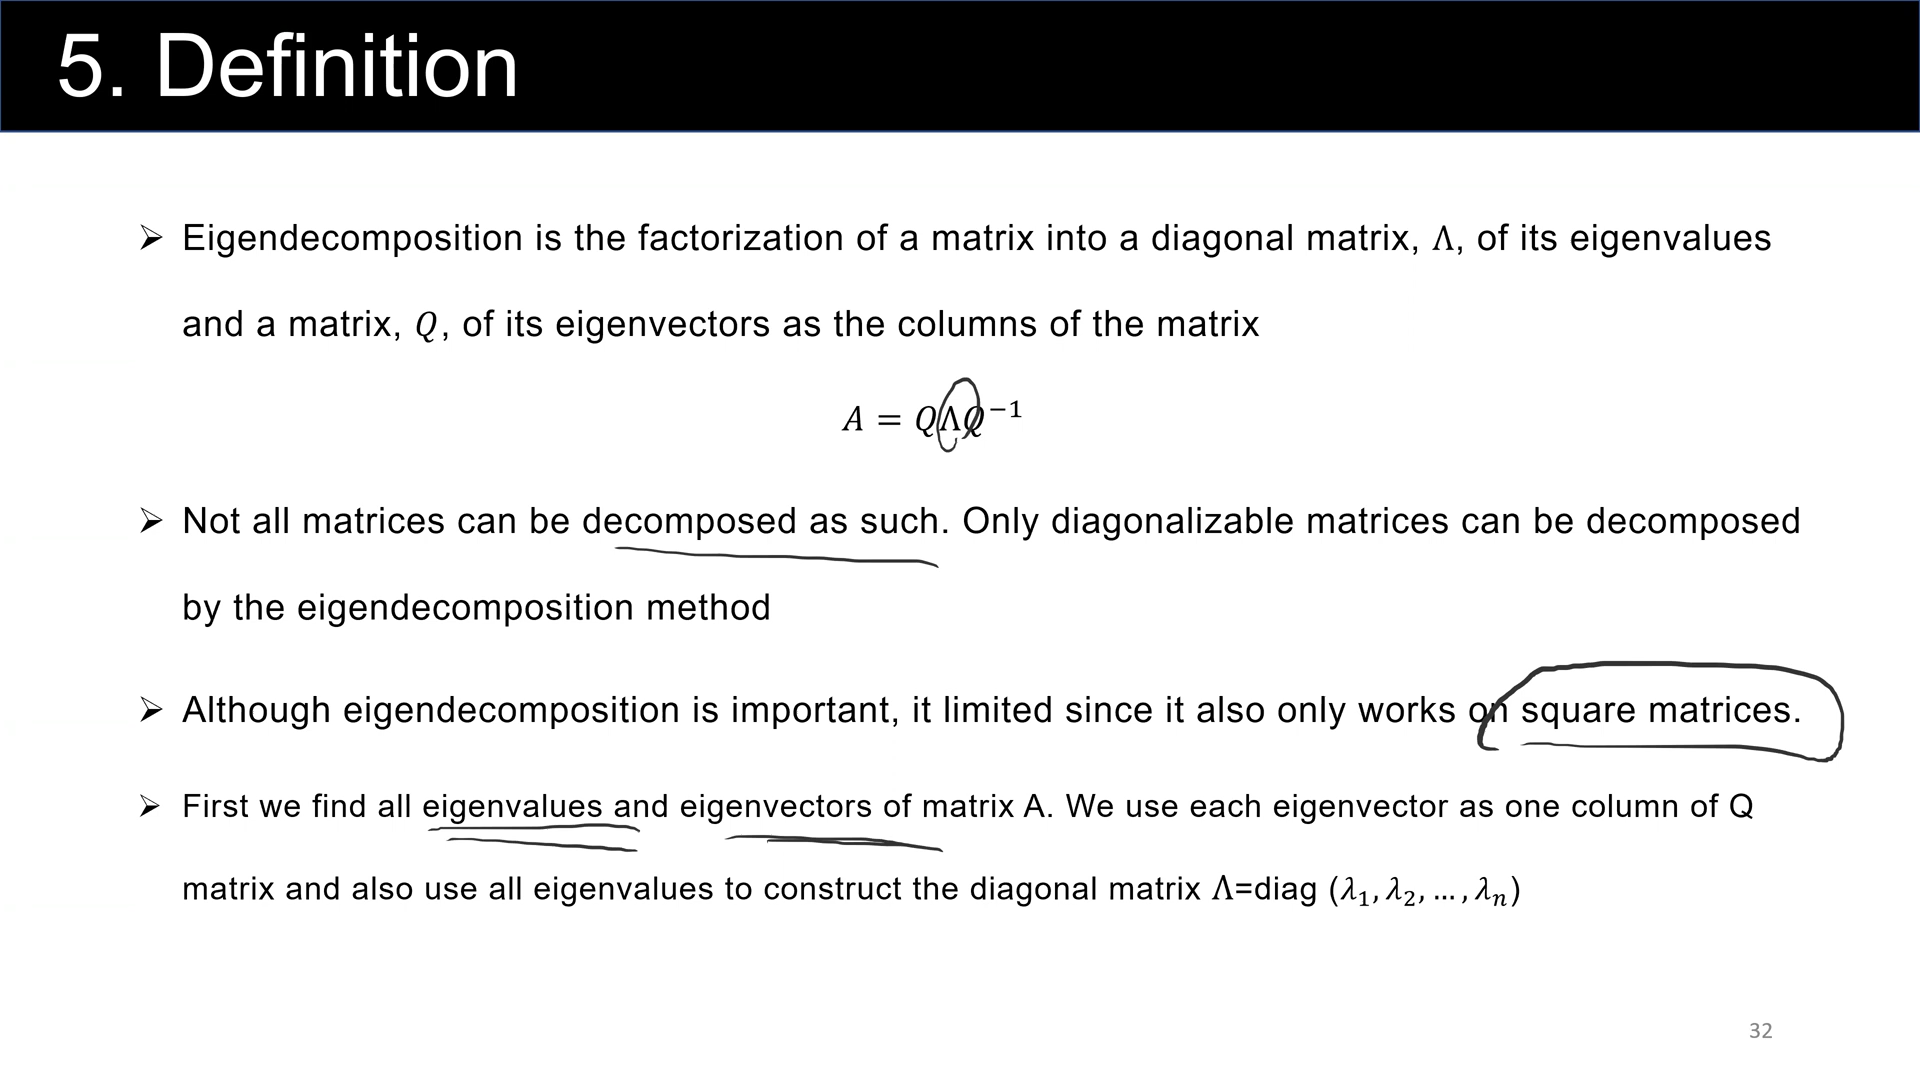 5. Definition
➢ Eigendecomposition is the factorization of a matrix into a diagonal matrix, Λ, of its eigenvalues
and a matrix, Q, of its eigenvectors as the columns of the matrix
A = QΛQ⁻¹
➢ Not all matrices can be decomposed as such. Only diagonalizable matrices can be decomposed
by the eigendecomposition method
➢ Although eigendecomposition is important, it limited since it also only works on square matrices.
➢ First we find all eigenvalues and eigenvectors of matrix A. We use each eigenvector as one column of Q
matrix and also use all eigenvalues to construct the diagonal matrix Λ=diag (λ₁, λ₂, … , λₙ)
32